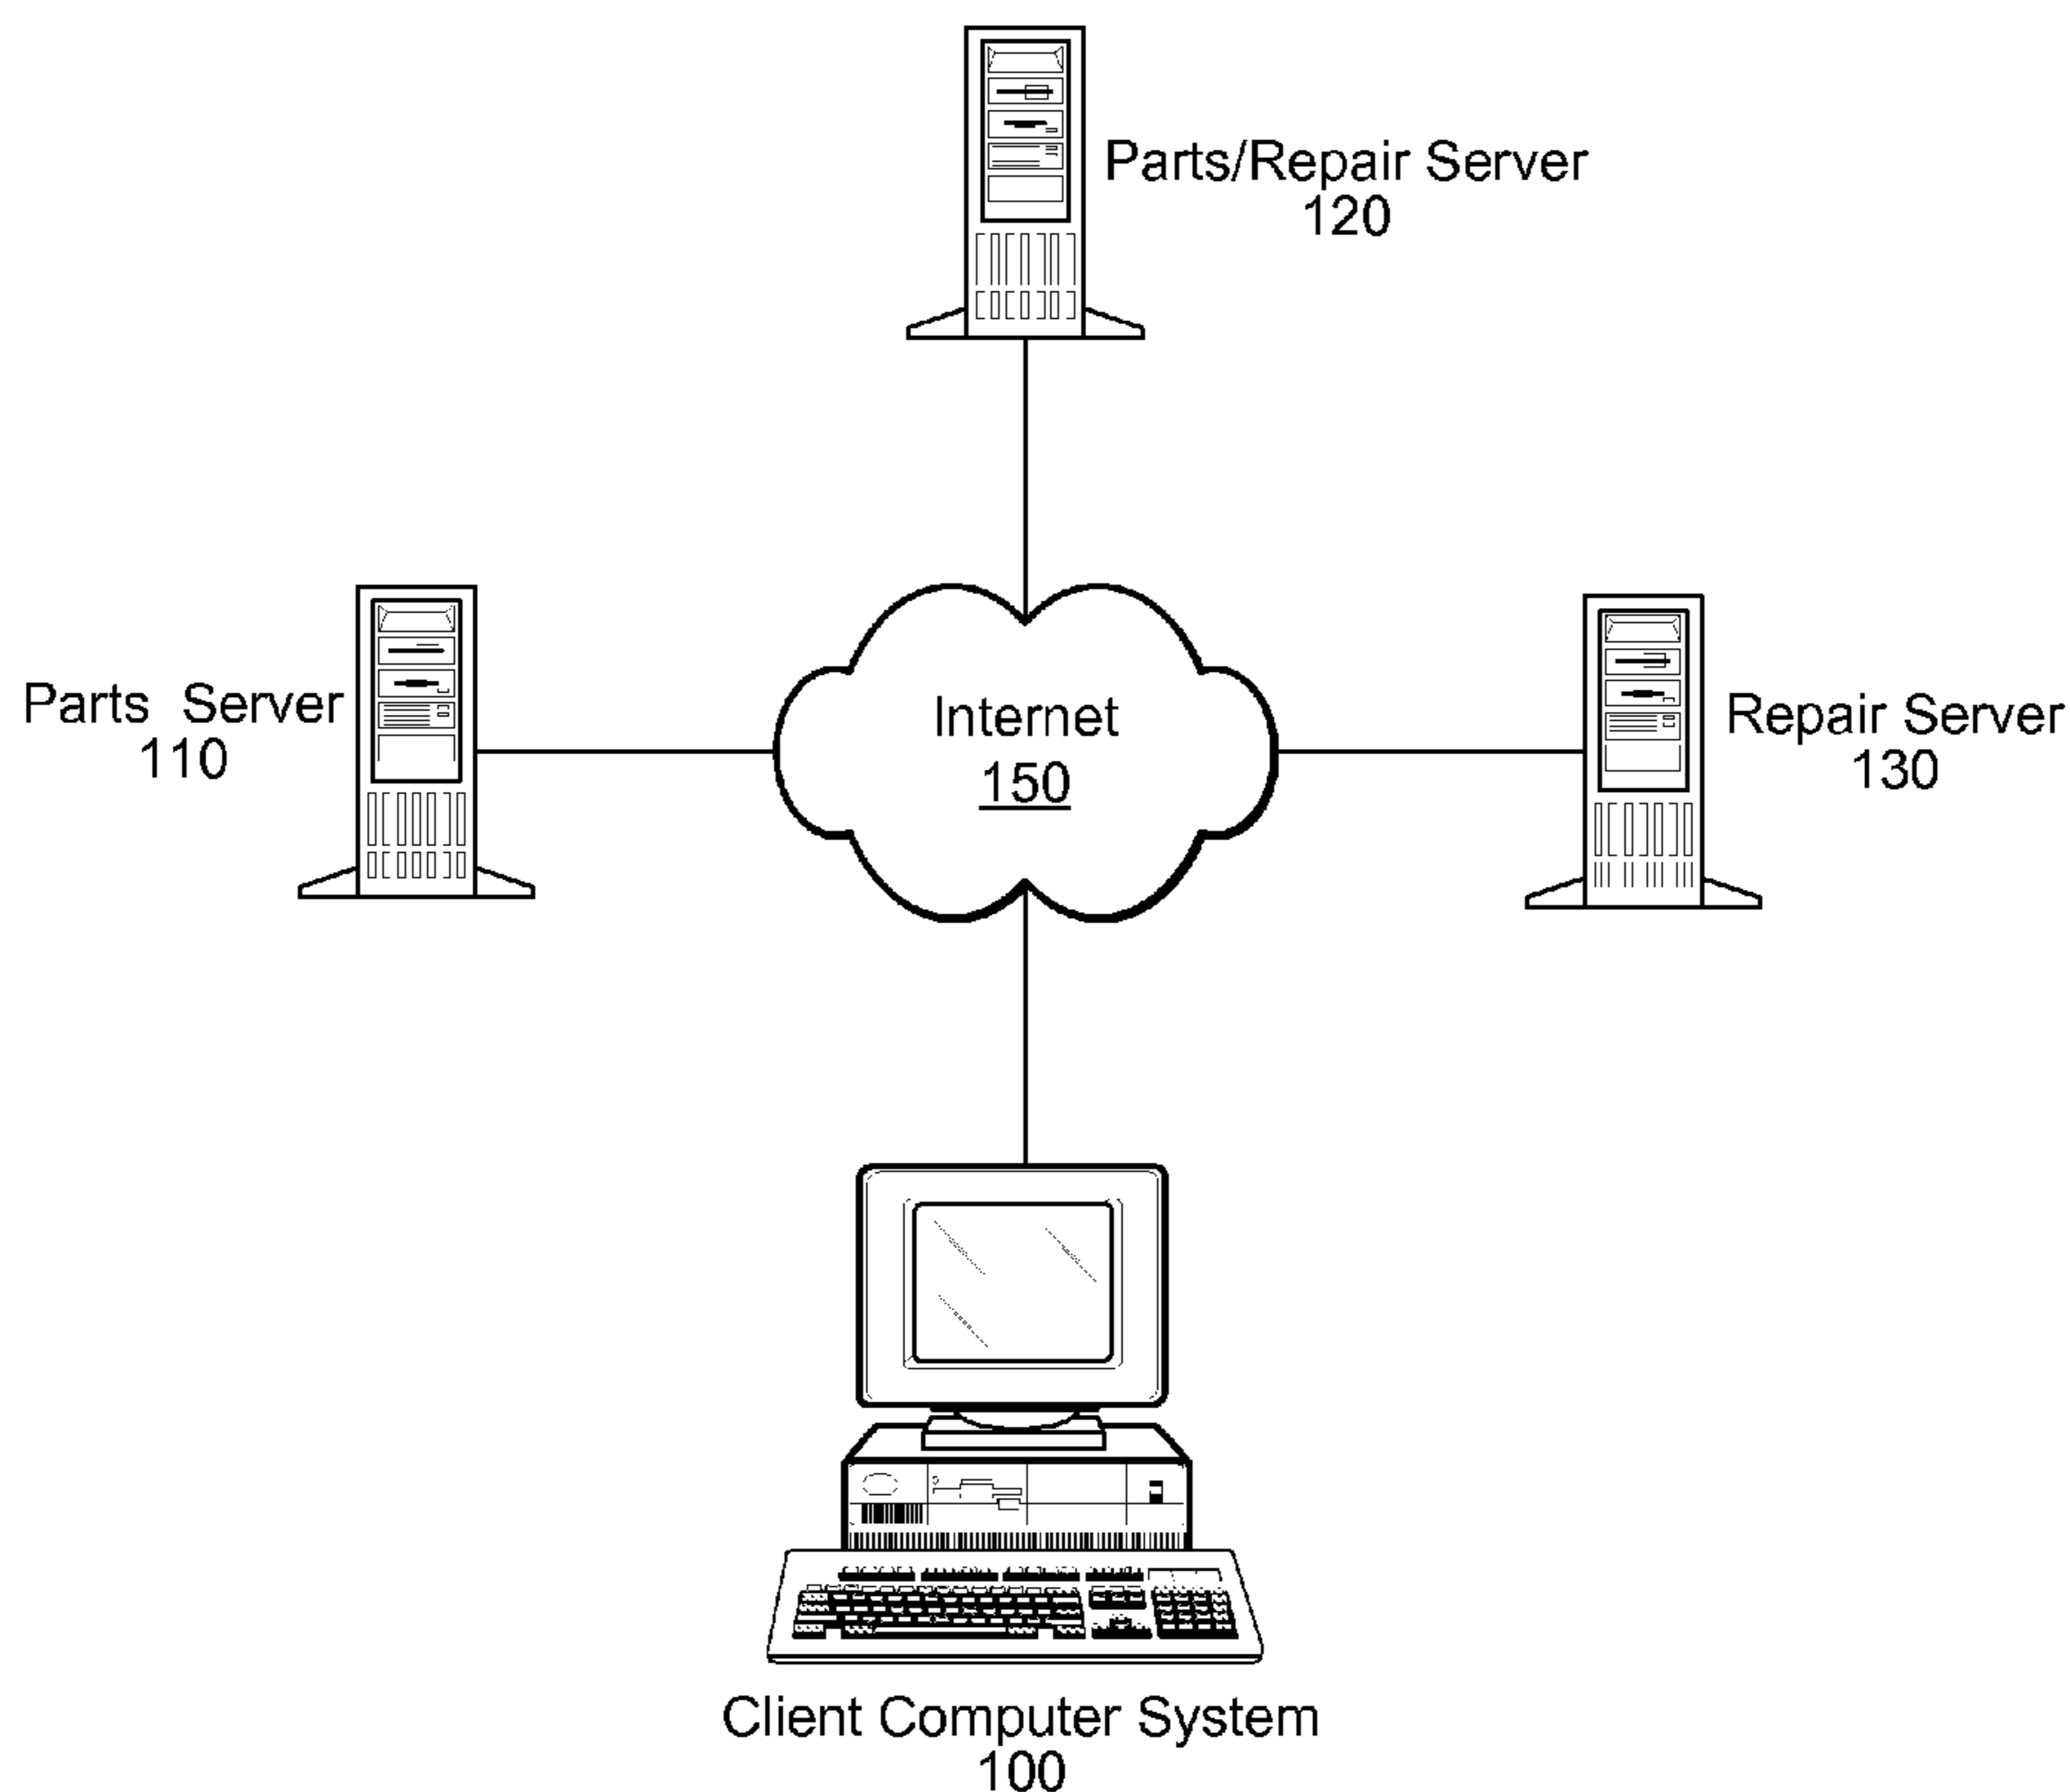 Parts/Repair Server
120
Parts Server
110
Internet
150
Repair Server
130
Client Computer System
100